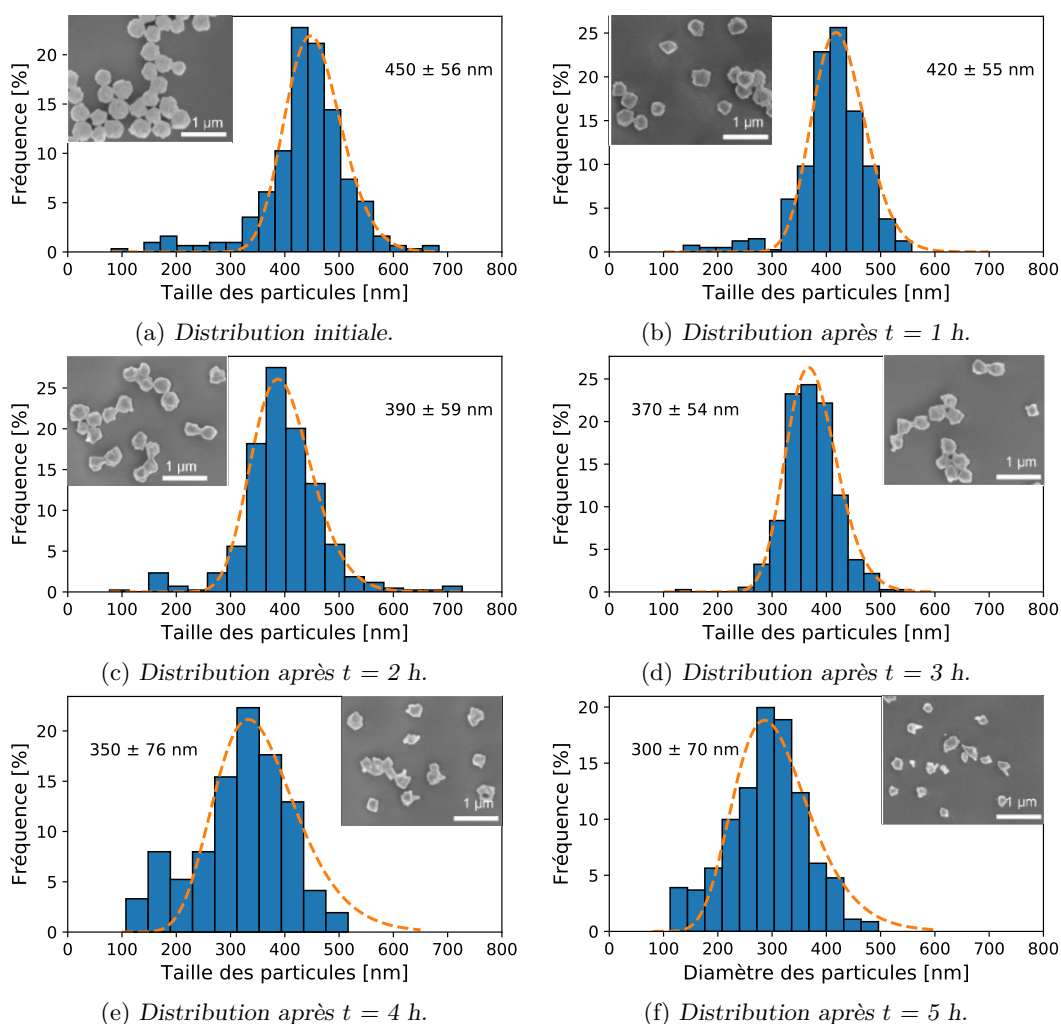 Fréquence [%]
20
15
10
5
0
1 µm
450 ± 56 nm
0 100 200 300 400 500 600 700 800
Taille des particules [nm]
(a) Distribution initiale.
Fréquence [%]
25
20
15
10
5
0
1 µm
420 ± 55 nm
0 100 200 300 400 500 600 700 800
Taille des particules [nm]
(b) Distribution après t = 1 h.
Fréquence [%]
25
20
15
10
5
0
1 µm
390 ± 59 nm
0 100 200 300 400 500 600 700 800
Taille des particules [nm]
(c) Distribution après t = 2 h.
Fréquence [%]
25
20
15
10
5
0
370 ± 54 nm
1 µm
0 100 200 300 400 500 600 700 800
Taille des particules [nm]
(d) Distribution après t = 3 h.
Fréquence [%]
20
15
10
5
0
350 ± 76 nm
1 µm
0 100 200 300 400 500 600 700 800
Taille des particules [nm]
(e) Distribution après t = 4 h.
Fréquence [%]
20
15
10
5
0
300 ± 70 nm
1 µm
0 100 200 300 400 500 600 700 800
Diamètre des particules [nm]
(f) Distribution après t = 5 h.